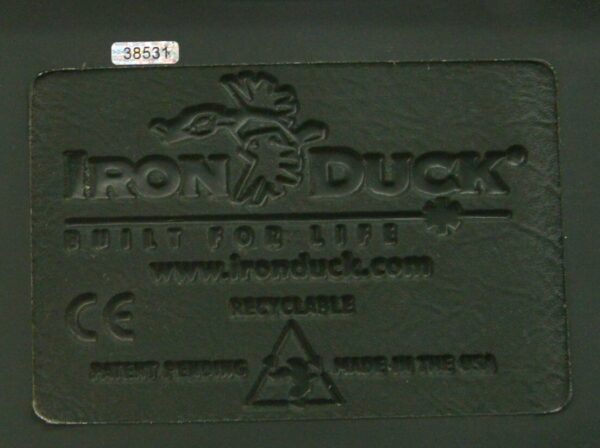 38531
IRON DUCK®
BUILT FOR LIFE
www.ironduck.com
CE
RECYCLABLE
PATENT PENDING MADE IN THE USA